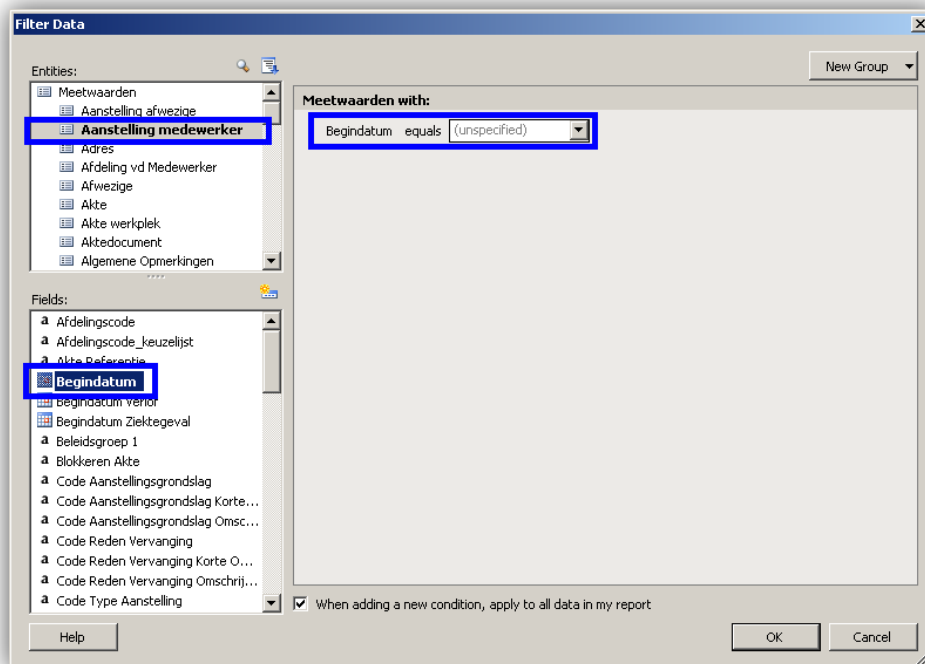 Filter Data
Entities:
New Group
Meetwaarden
Aanstelling afwezige
Aanstelling medewerker
Adres
Afdeling vd Medewerker
Afwezige
Akte
Akte werkplek
Aktedocument
Algemene Opmerkingen
Meetwaarden with:
Begindatum equals (unspecified)
Fields:
a Afdelingscode
a Afdelingscode_keuzelijst
a Akte Referentie
Begindatum
Begindatum Verlof
Begindatum Ziektegeval
a Beleidsgroep 1
a Blokkeren Akte
a Code Aanstellingsgrondslag
a Code Aanstellingsgrondslag Korte...
a Code Aanstellingsgrondslag Omsc...
a Code Reden Vervanging
a Code Reden Vervanging Korte O...
a Code Reden Vervanging Omschrij...
a Code Type Aanstelling
When adding a new condition, apply to all data in my report
Help
OK
Cancel